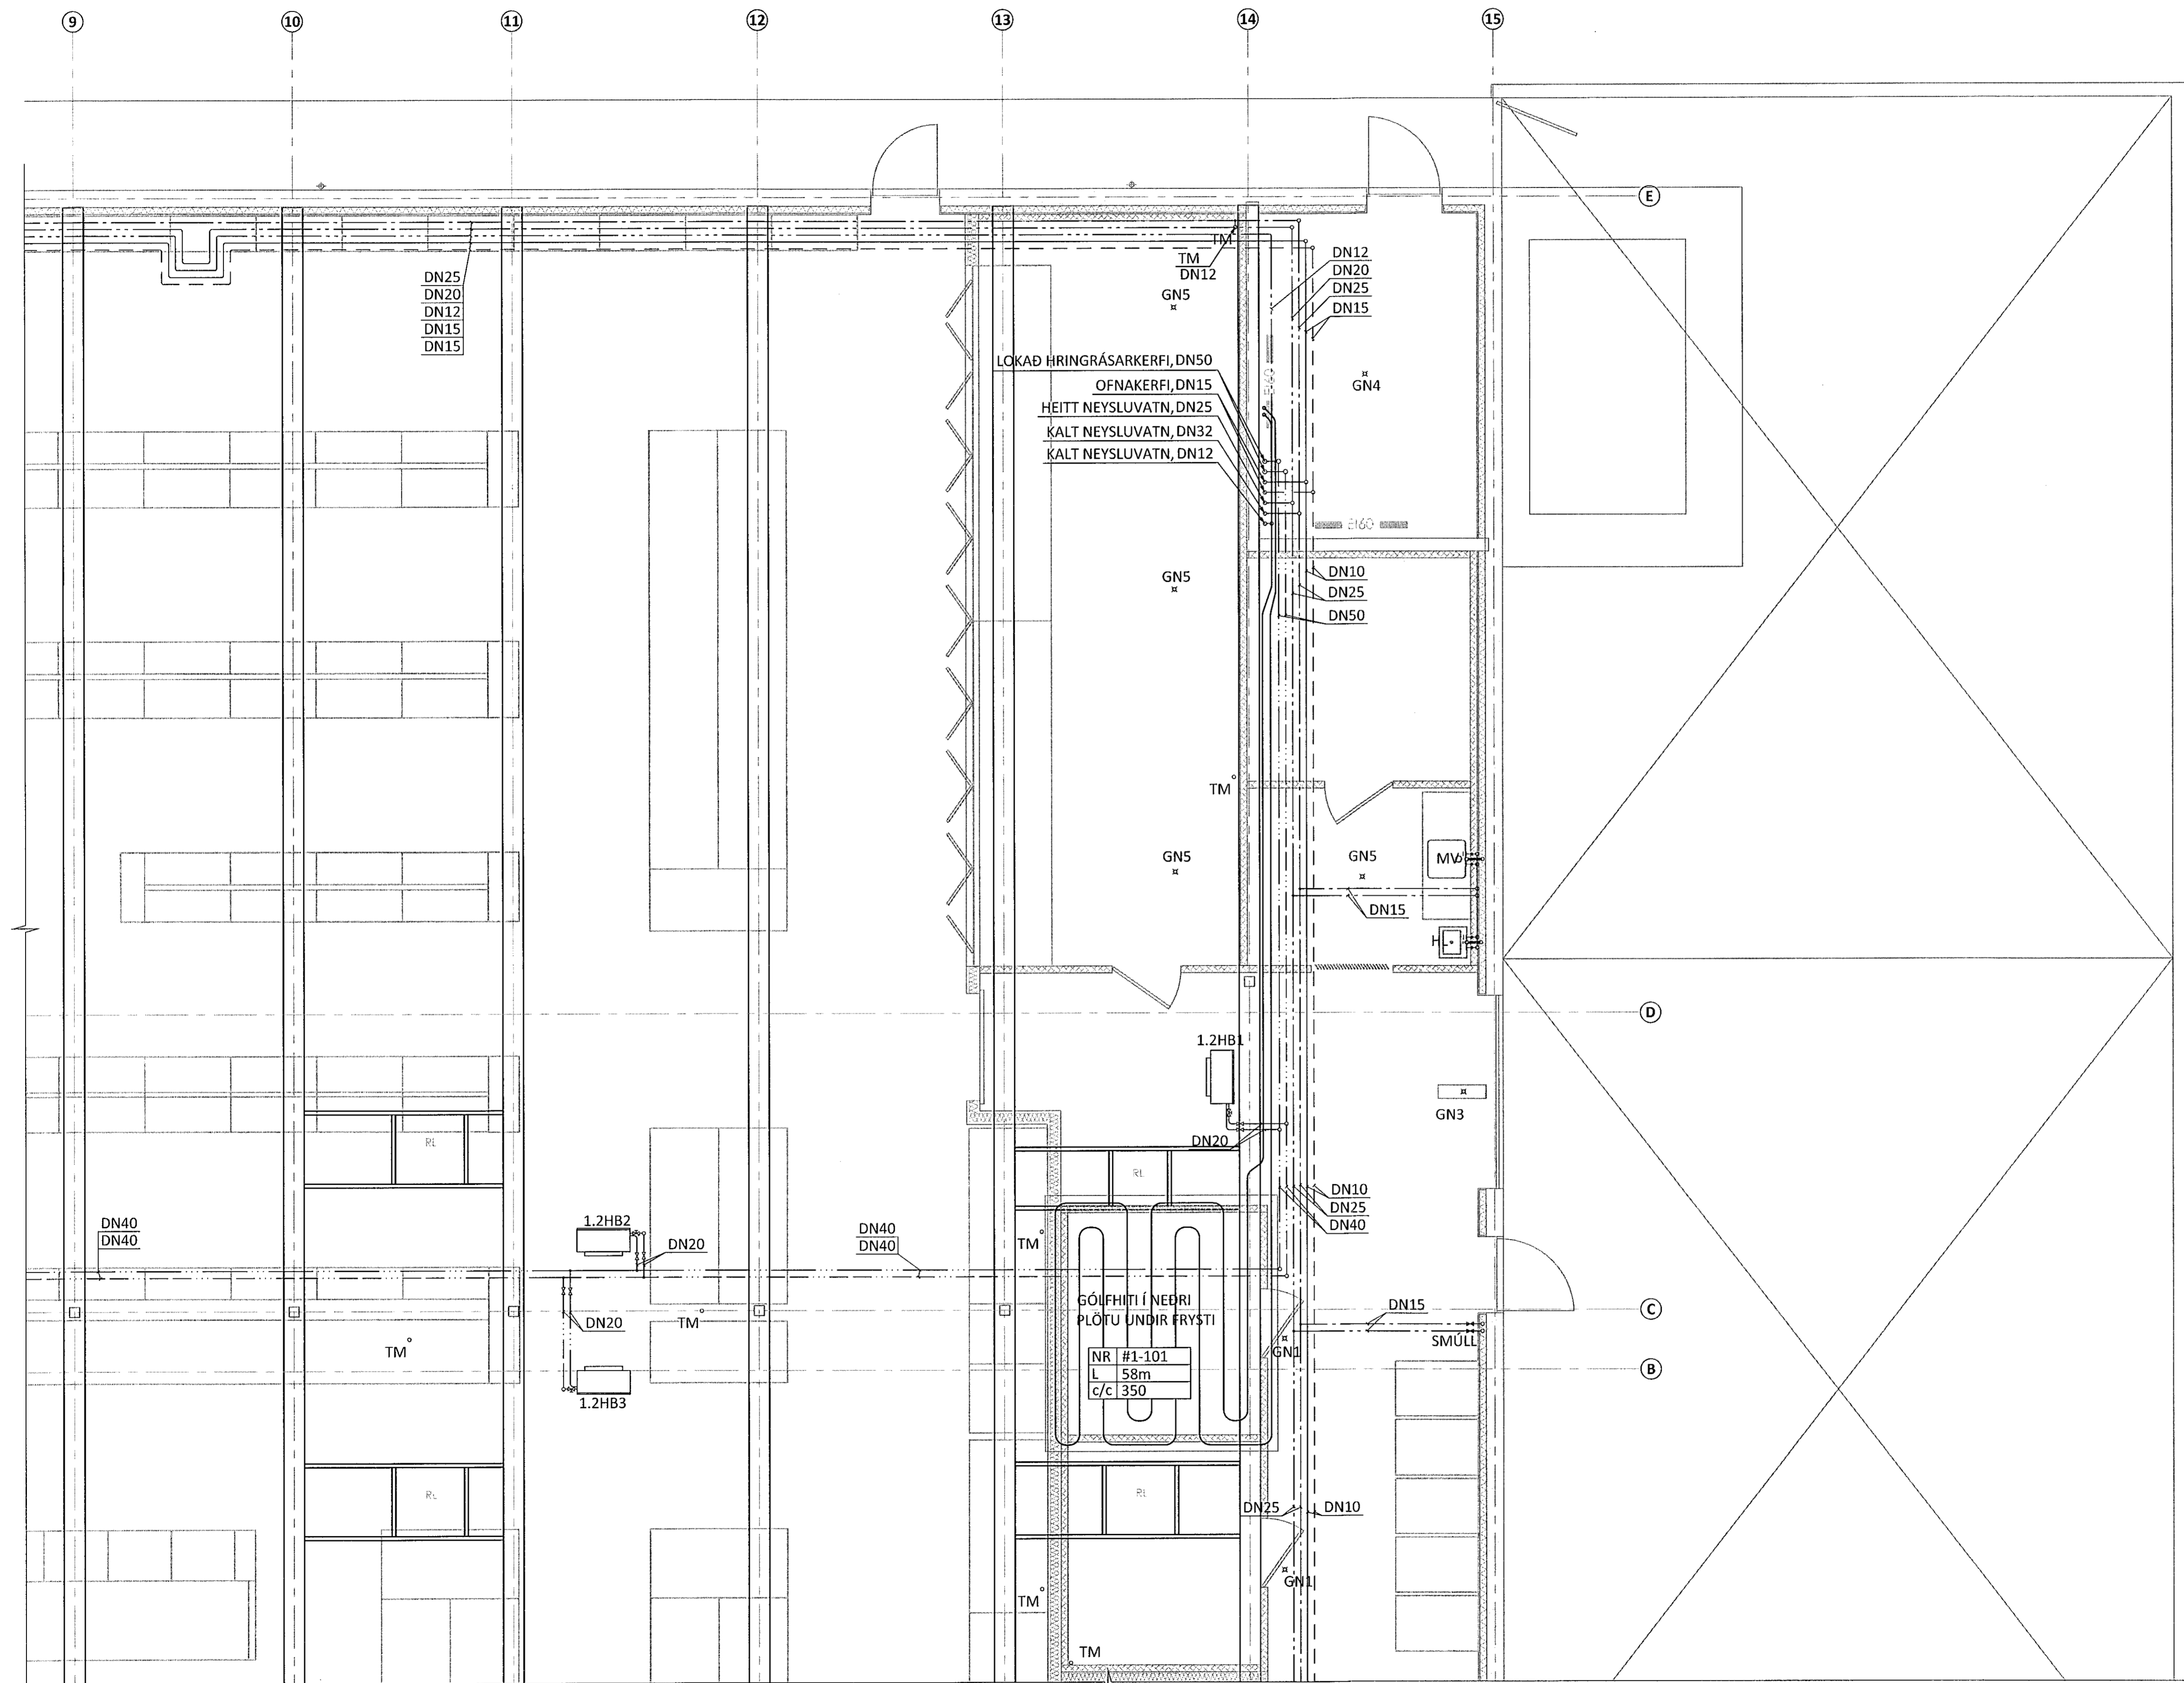 9
10
11
12
13
14
15
E
TM
TM
DN12
GN5
DN12
DN20
DN25
DN15
DN25
DN20
DN12
DN15
DN15
LOKAÐ HRINGRÁSARKERFI, DN50
OFNAKERFI, DN15
HEITT NEYSLUVATN, DN25
KALT NEYSLUVATN, DN32
KALT NEYSLUVATN, DN12
EI60
GN4
EI60
GN5
DN10
DN25
DN50
TM
GN5
GN5
MV
DN15
H
D
1.2HB1
GN3
DN20
RL
RL
DN10
DN25
DN40
DN40
DN40
1.2HB2
DN20
DN40
DN40
TM
GÓLFHITI Í NEÐRI
PLÖTU UNDIR FRYSTI
DN15
C
DN20
TM
TM
SMÚLL
GN1
NR #1-101
L 58m
c/c 350
B
1.2HB3
RL
RL
DN25
DN10
GN1
TM
TM